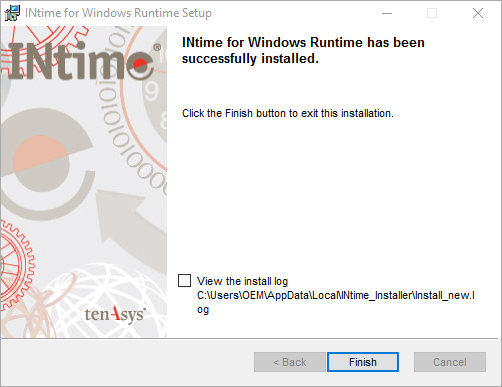 INtime for Windows Runtime Setup
INtime®
INtime for Windows Runtime has been
successfully installed.
Click the Finish button to exit this installation.
View the install log
C:\Users\OEM\AppData\Local\INtime_Installer\Install_new.l
og
tenAsys®
< Back
Finish
Cancel